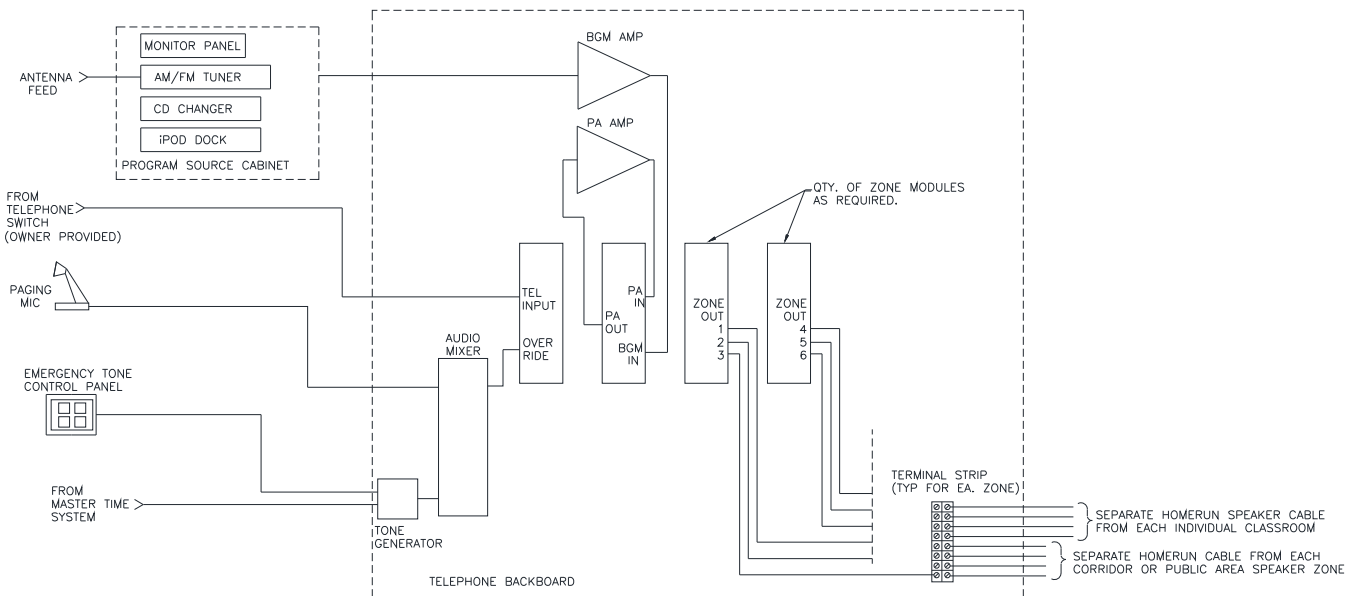 MONITOR PANEL
AM/FM TUNER
CD CHANGER
iPOD DOCK
PROGRAM SOURCE CABINET
ANTENNA
FEED
BGM AMP
PA AMP
FROM
TELEPHONE
SWITCH
(OWNER PROVIDED)
QTY. OF ZONE MODULES
AS REQUIRED.
PAGING
MIC
TEL
INPUT
OVER
RIDE
PA
IN
PA
OUT
BGM
IN
ZONE
OUT
1
2
3
ZONE
OUT
4
5
6
AUDIO
MIXER
EMERGENCY TONE
CONTROL PANEL
FROM
MASTER TIME
SYSTEM
TONE
GENERATOR
TERMINAL STRIP
(TYP FOR EA. ZONE)
SEPARATE HOMERUN SPEAKER CABLE
FROM EACH INDIVIDUAL CLASSROOM
SEPARATE HOMERUN CABLE FROM EACH
CORRIDOR OR PUBLIC AREA SPEAKER ZONE
TELEPHONE BACKBOARD